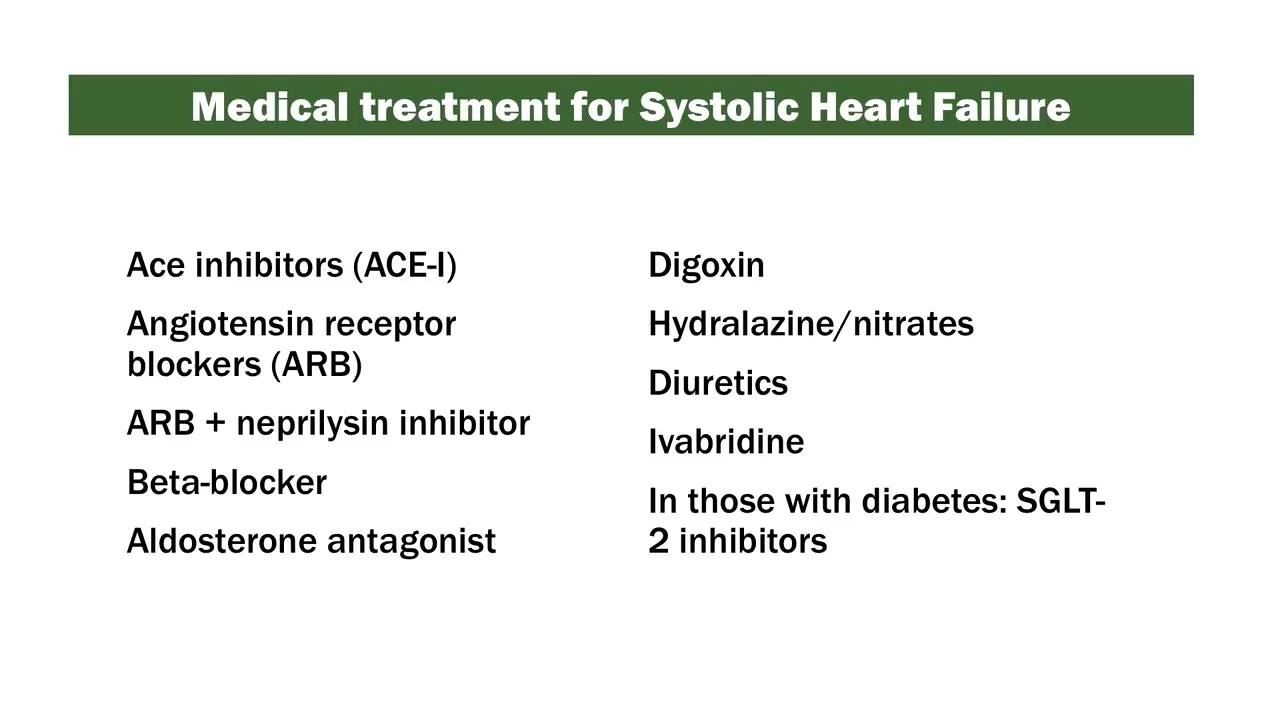 Medical treatment for Systolic Heart Failure
Ace inhibitors (ACE-I)
Angiotensin receptor
blockers (ARB)
ARB + neprilysin inhibitor
Beta-blocker
Aldosterone antagonist
Digoxin
Hydralazine/nitrates
Diuretics
Ivabridine
In those with diabetes: SGLT-
2 inhibitors